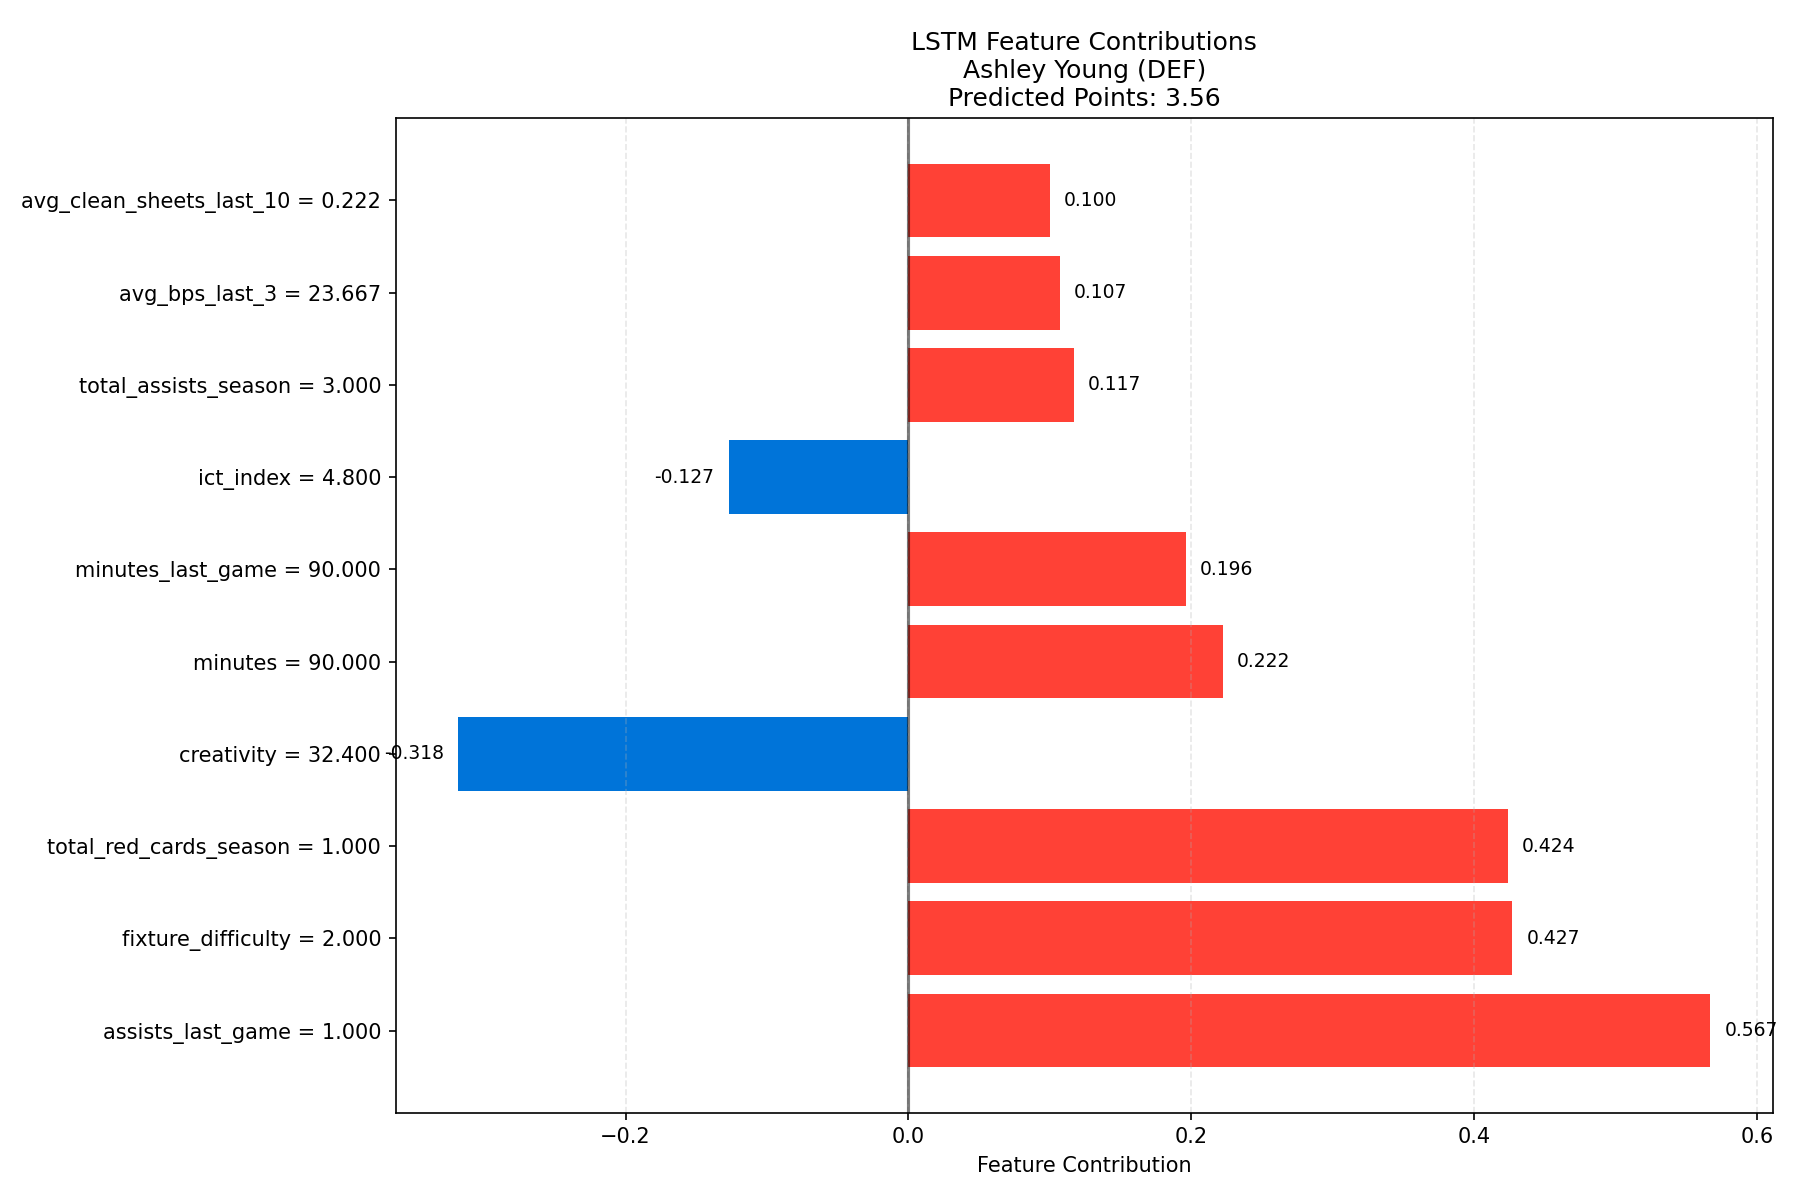 LSTM Feature Contributions
Ashley Young (DEF)
Predicted Points: 3.56
avg_clean_sheets_last_10 = 0.222
0.100
avg_bps_last_3 = 23.667
0.107
total_assists_season = 3.000
0.117
ict_index = 4.800
-0.127
minutes_last_game = 90.000
0.196
minutes = 90.000
0.222
creativity = 32.400
-0.318
total_red_cards_season = 1.000
0.424
fixture_difficulty = 2.000
0.427
assists_last_game = 1.000
0.567
−0.2 0.0 0.2 0.4 0.6
Feature Contribution